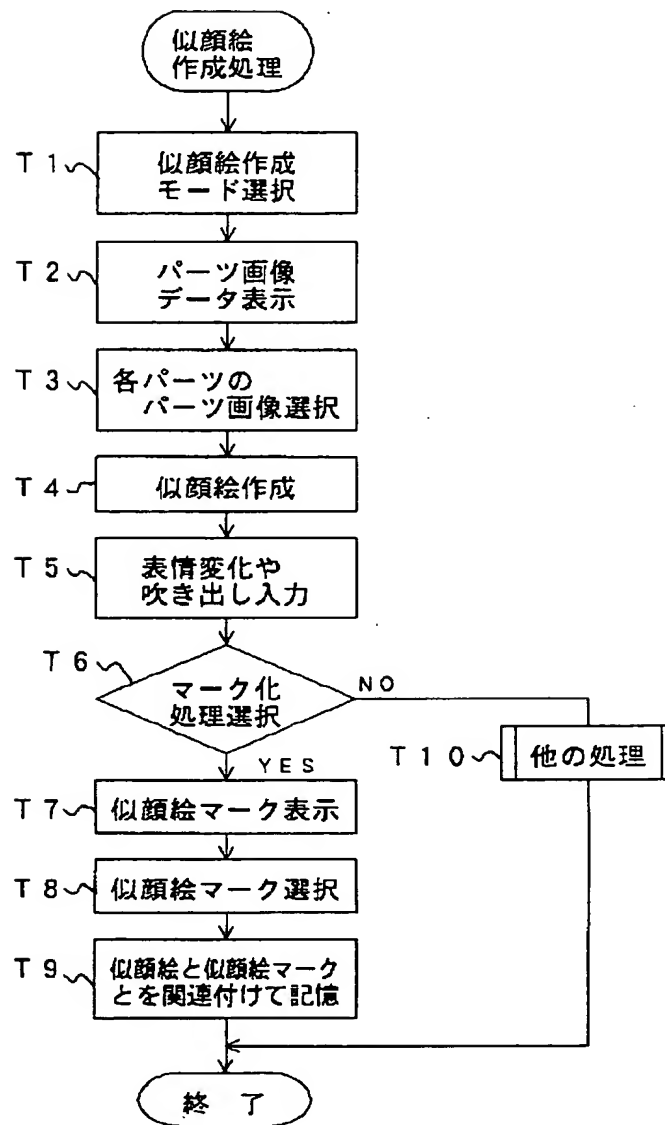 似顔絵
作成処理
T1
似顔絵作成
モード選択
T2
パーツ画像
データ表示
T3
各パーツの
パーツ画像選択
T4
似顔絵作成
T5
表情変化や
吹き出し入力
T6
マーク化
処理選択
NO
YES
T10
他の処理
T7
似顔絵マーク表示
T8
似顔絵マーク選択
T9
似顔絵と似顔絵マーク
とを関連付けて記憶
終 了